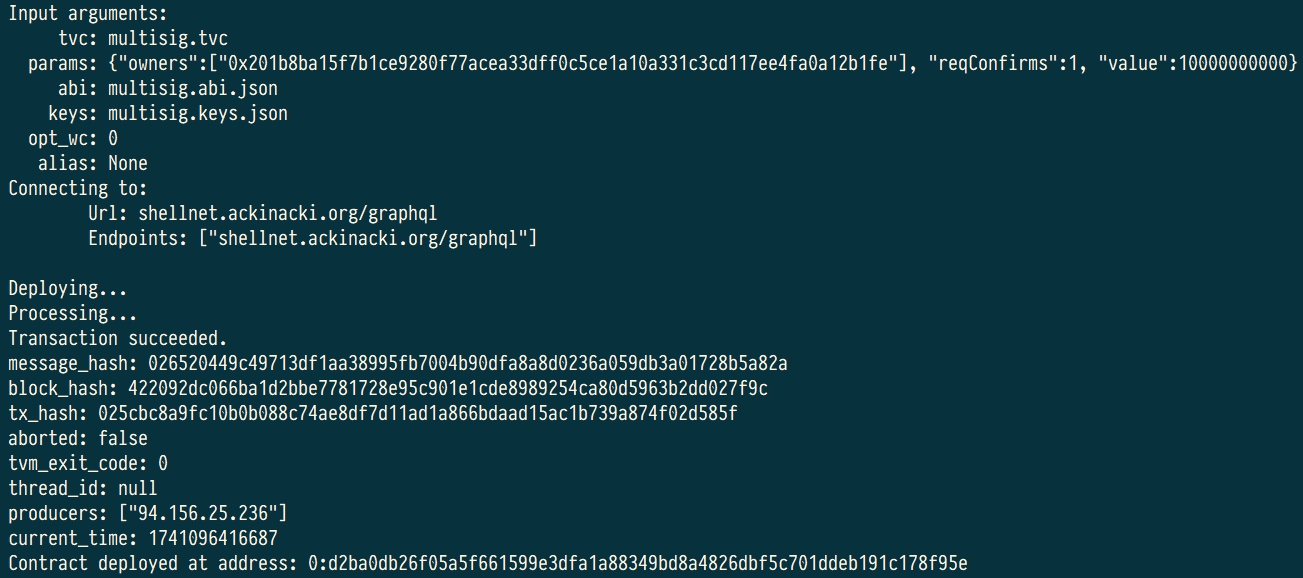 Input arguments:
tvc: multisig.tvc
params: {"owners":["0x201b8ba15f7b1ce9280f77acea33dff0c5ce1a10a331c3cd117ee4fa0a12b1fe"], "reqConfirms":1, "value":10000000000}
abi: multisig.abi.json
keys: multisig.keys.json
opt_wc: 0
alias: None
Connecting to:
Url: shellnet.ackinacki.org/graphql
Endpoints: ["shellnet.ackinacki.org/graphql"]
Deploying...
Processing...
Transaction succeeded.
message_hash: 026520449c49713df1aa38995fb7004b90dfa8a8d0236a059db3a01728b5a82a
block_hash: 422092dc066ba1d2bbe7781728e95c901e1cde8989254ca80d5963b2dd027f9c
tx_hash: 025cbc8a9fc10b0b088c74ae8df7d11ad1a866bdaad15ac1b739a874f02d585f
aborted: false
tvm_exit_code: 0
thread_id: null
producers: ["94.156.25.236"]
current_time: 1741096416687
Contract deployed at address: 0:d2ba0db26f05a5f661599e3dfa1a88349bd8a4826dbf5c701ddeb191c178f95e